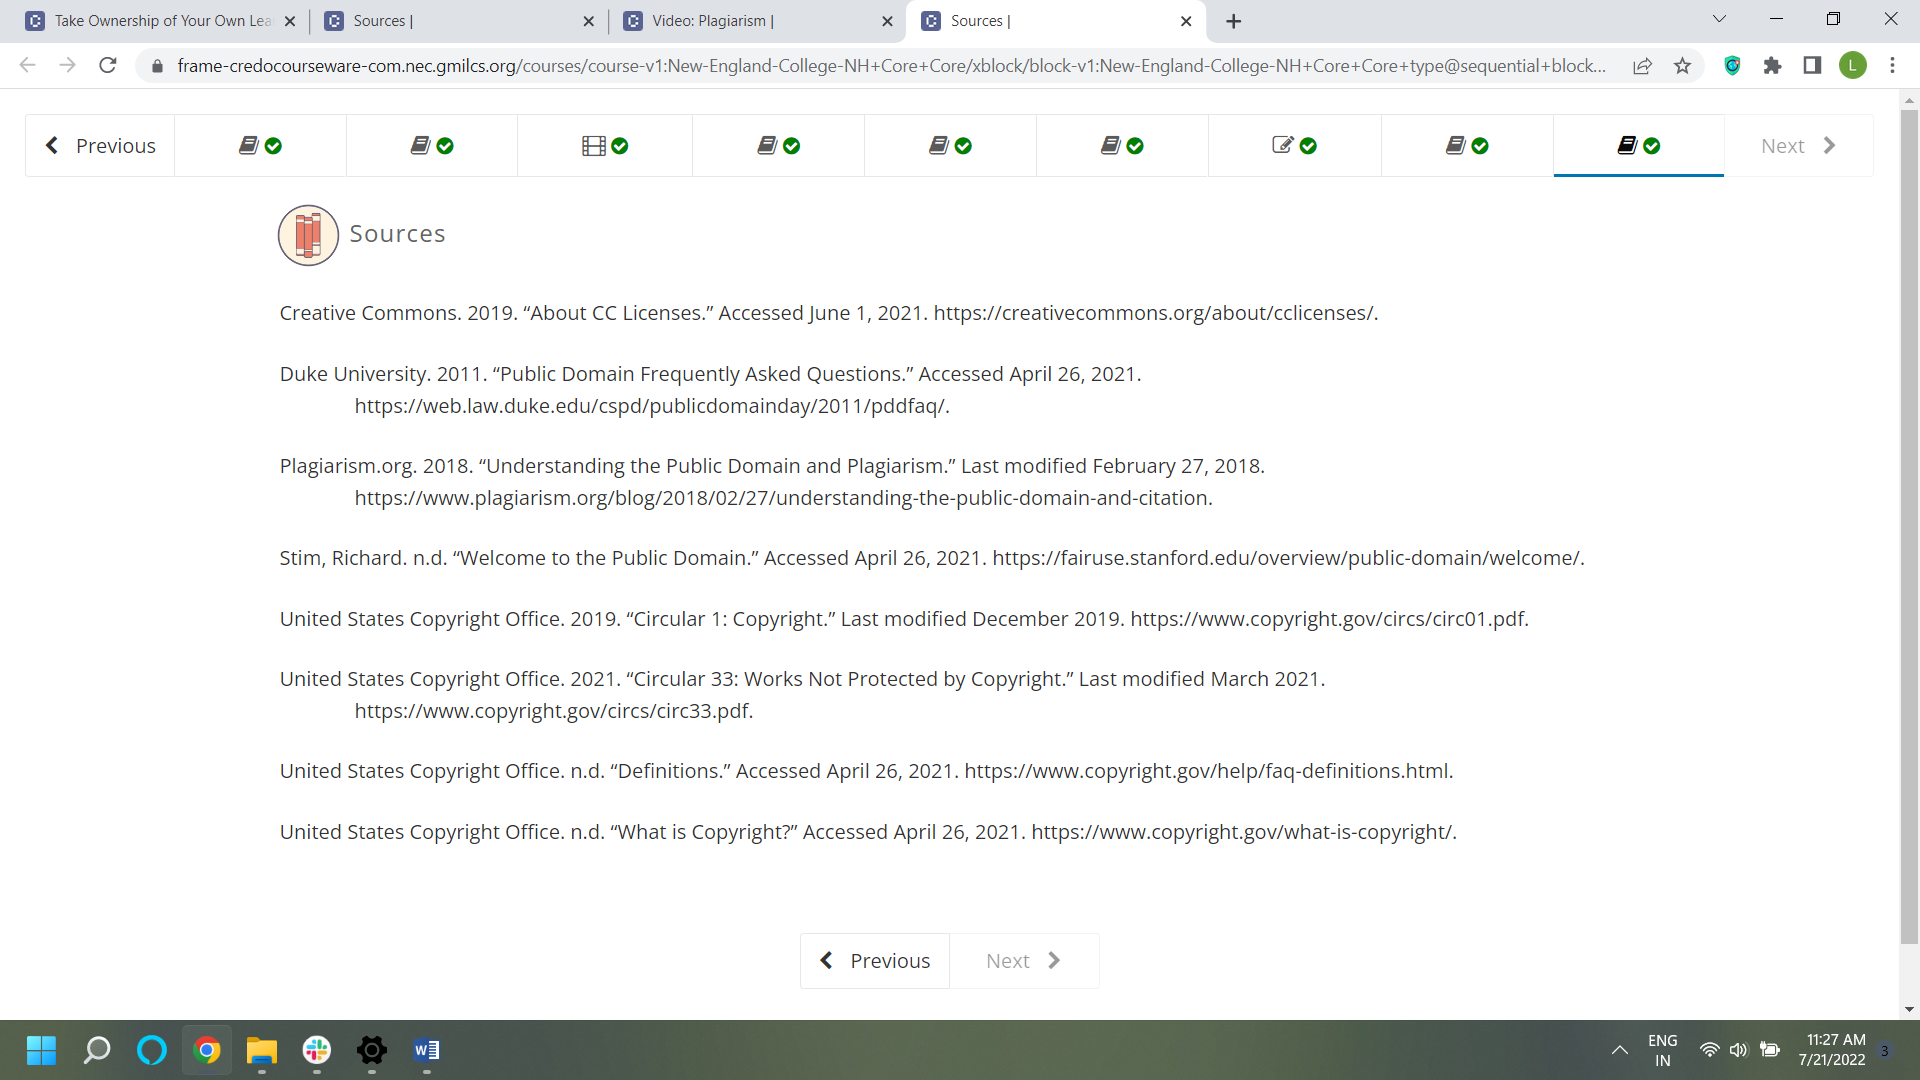 Take Ownership of Your Own Lea
Sources |
Video: Plagiarism |
Sources |
frame-credocourseware-com.nec.gmilcs.org/courses/course-v1:New-England-College-NH+Core+Core/xblock/block-v1:New-England-College-NH+Core+Core+type@sequential+block...
L
Previous
Next
Sources
Creative Commons. 2019. “About CC Licenses.” Accessed June 1, 2021. https://creativecommons.org/about/cclicenses/.
Duke University. 2011. “Public Domain Frequently Asked Questions.” Accessed April 26, 2021.
https://web.law.duke.edu/cspd/publicdomainday/2011/pddfaq/.
Plagiarism.org. 2018. “Understanding the Public Domain and Plagiarism.” Last modified February 27, 2018.
https://www.plagiarism.org/blog/2018/02/27/understanding-the-public-domain-and-citation.
Stim, Richard. n.d. “Welcome to the Public Domain.” Accessed April 26, 2021. https://fairuse.stanford.edu/overview/public-domain/welcome/.
United States Copyright Office. 2019. “Circular 1: Copyright.” Last modified December 2019. https://www.copyright.gov/circs/circ01.pdf.
United States Copyright Office. 2021. “Circular 33: Works Not Protected by Copyright.” Last modified March 2021.
https://www.copyright.gov/circs/circ33.pdf.
United States Copyright Office. n.d. “Definitions.” Accessed April 26, 2021. https://www.copyright.gov/help/faq-definitions.html.
United States Copyright Office. n.d. “What is Copyright?” Accessed April 26, 2021. https://www.copyright.gov/what-is-copyright/.
Previous
Next
ENG
IN
11:27 AM
7/21/2022
3